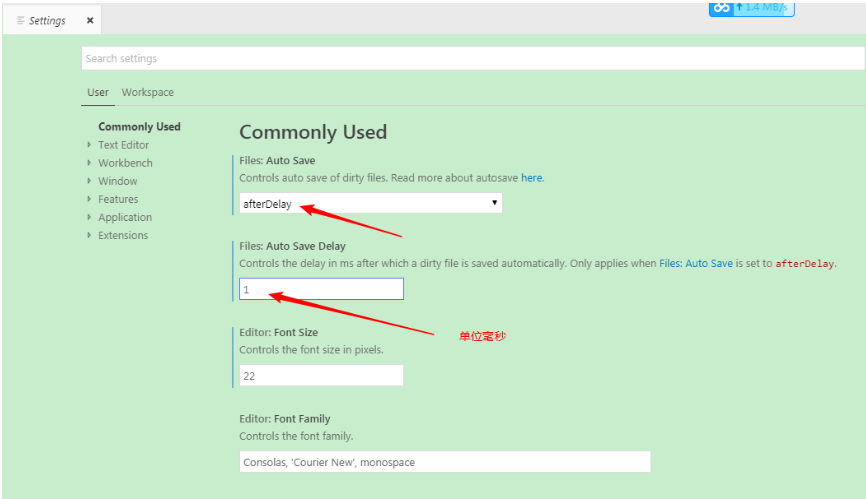 Settings
1.4 MB/s
Search settings
User Workspace
Commonly Used
Text Editor
Workbench
Window
Features
Application
Extensions
Commonly Used
Files: Auto Save
Controls auto save of dirty files. Read more about autosave here.
afterDelay
Files: Auto Save Delay
Controls the delay in ms after which a dirty file is saved automatically. Only applies when Files: Auto Save is set to afterDelay.
1
单位毫秒
Editor: Font Size
Controls the font size in pixels.
22
Editor: Font Family
Controls the font family.
Consolas, 'Courier New', monospace